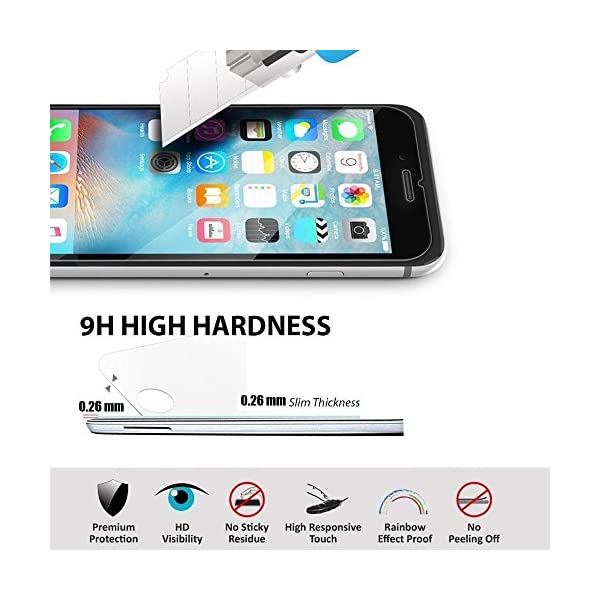 9H HIGH HARDNESS
0.26 mm
0.26 mm Slim Thickness
Premium
Protection
HD
Visibility
No Sticky
Residue
High Responsive
Touch
Rainbow
Effect Proof
No
Peeling Off